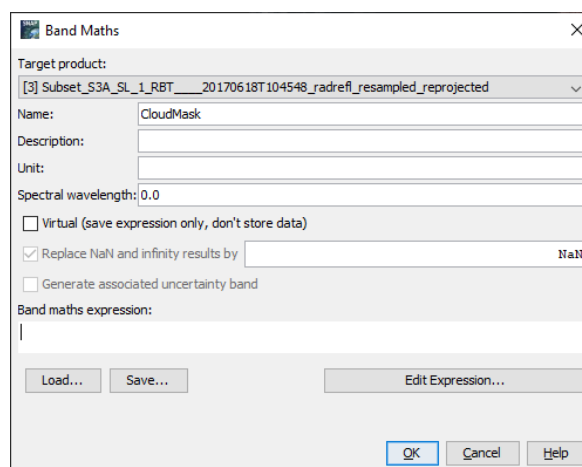 SNAP
Band Maths
Target product:
[3] Subset_S3A_SL_1_RBT____20170618T104548_radrefl_resampled_reprojected
Name: CloudMask
Description:
Unit:
Spectral wavelength: 0.0
Virtual (save expression only, don't store data)
Replace NaN and infinity results by NaN
Generate associated uncertainty band
Band maths expression:
Load... Save... Edit Expression...
OK Cancel Help